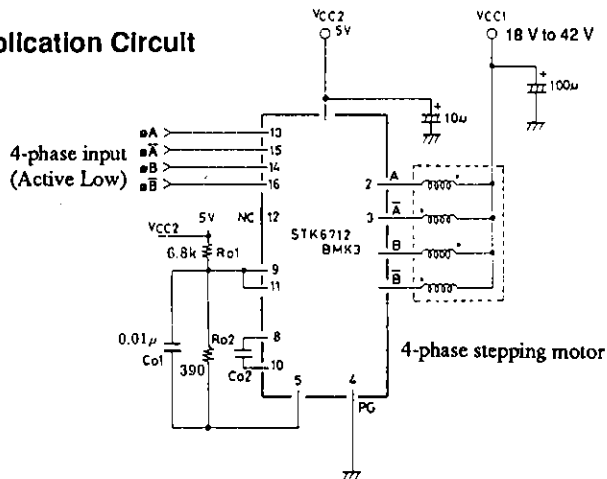 plication Circuit
VCC2
5V
VCC1
18 V to 42 V
+
100μ
+
10μ
4-phase input
(Active Low)
øA
øA̅
øB
øB̅
13
15
14
16
NC 12
5V
VCC2
6.8k Ro1
9
11
0.01μ
Co1
Ro2
390
8
Co2
10
5
4
PG
STK6712
BMK3
2 A
3 A̅
B
B̅
4-phase stepping motor